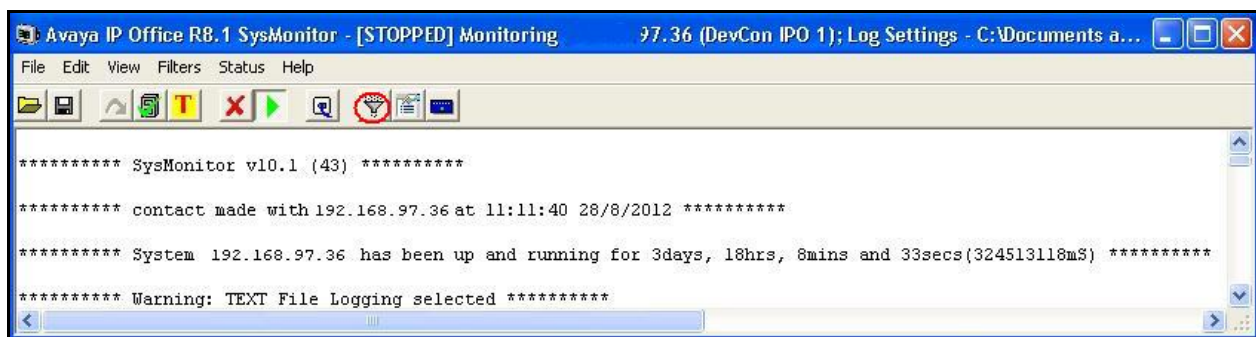 Avaya IP Office R8.1 SysMonitor - [STOPPED] Monitoring 97.36 (DevCon IPO 1); Log Settings - C:\Documents a...
File Edit View Filters Status Help
T
********** SysMonitor v10.1 (43) **********
********** contact made with 192.168.97.36 at 11:11:40 28/8/2012 **********
********** System 192.168.97.36 has been up and running for 3days, 18hrs, 8mins and 33secs(324513118mS) **********
********** Warning: TEXT File Logging selected **********